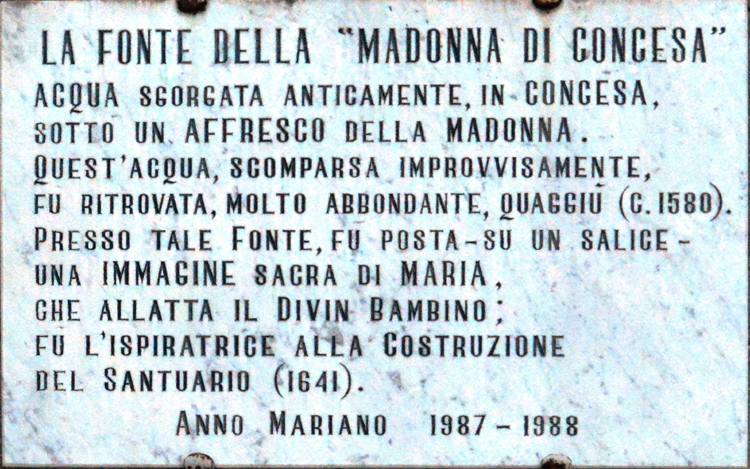 LA FONTE DELLA "MADONNA DI CONCESA"
ACQUA SGORGATA ANTICAMENTE, IN CONCESA,
SOTTO UN AFFRESCO DELLA MADONNA.
QUEST'ACQUA, SCOMPARSA IMPROVVISAMENTE,
FU RITROVATA, MOLTO ABBONDANTE, QUAGGIÙ (C. 1580).
PRESSO TALE FONTE, FU POSTA-SU UN SALICE-
UNA IMMAGINE SACRA DI MARIA,
CHE ALLATTA IL DIVIN BAMBINO;
FU L'ISPIRATRICE ALLA COSTRUZIONE
DEL SANTUARIO (1641).
ANNO MARIANO 1987-1988